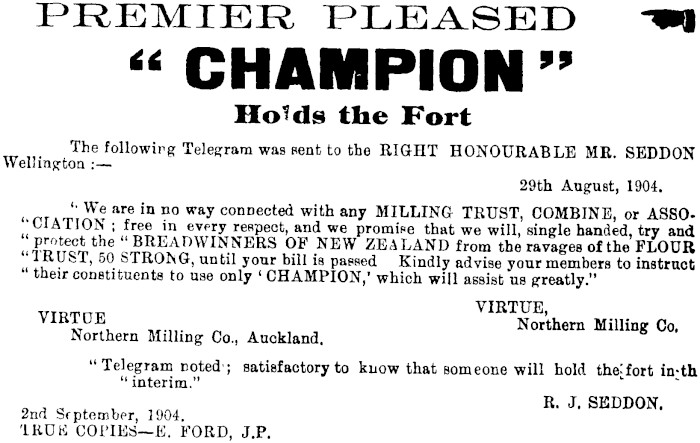 PREMIER PLEASED
“ CHAMPION ”
Holds the Fort
The following Telegram was sent to the RIGHT HONOURABLE MR. SEDDON
Wellington :—
29th August, 1904.
“ We are in no way connected with any MILLING TRUST, COMBINE, or ASSO-
“ CIATION ; free in every respect, and we promise that we will, single handed, try and
“ protect the “ BREADWINNERS OF NEW ZEALAND from the ravages of the FLOUR
“ TRUST, 50 STRONG, until your bill is passed Kindly advise your members to instruct
“ their constituents to use only ‘ CHAMPION,’ which will assist us greatly.”
VIRTUE,
Northern Milling Co.
VIRTUE
Northern Milling Co., Auckland.
“ Telegram noted ; satisfactory to know that someone will hold the fort in th
“ interim.”
R. J. SEDDON.
2nd September, 1904.
TRUE COPIES—E. FORD, J.P.